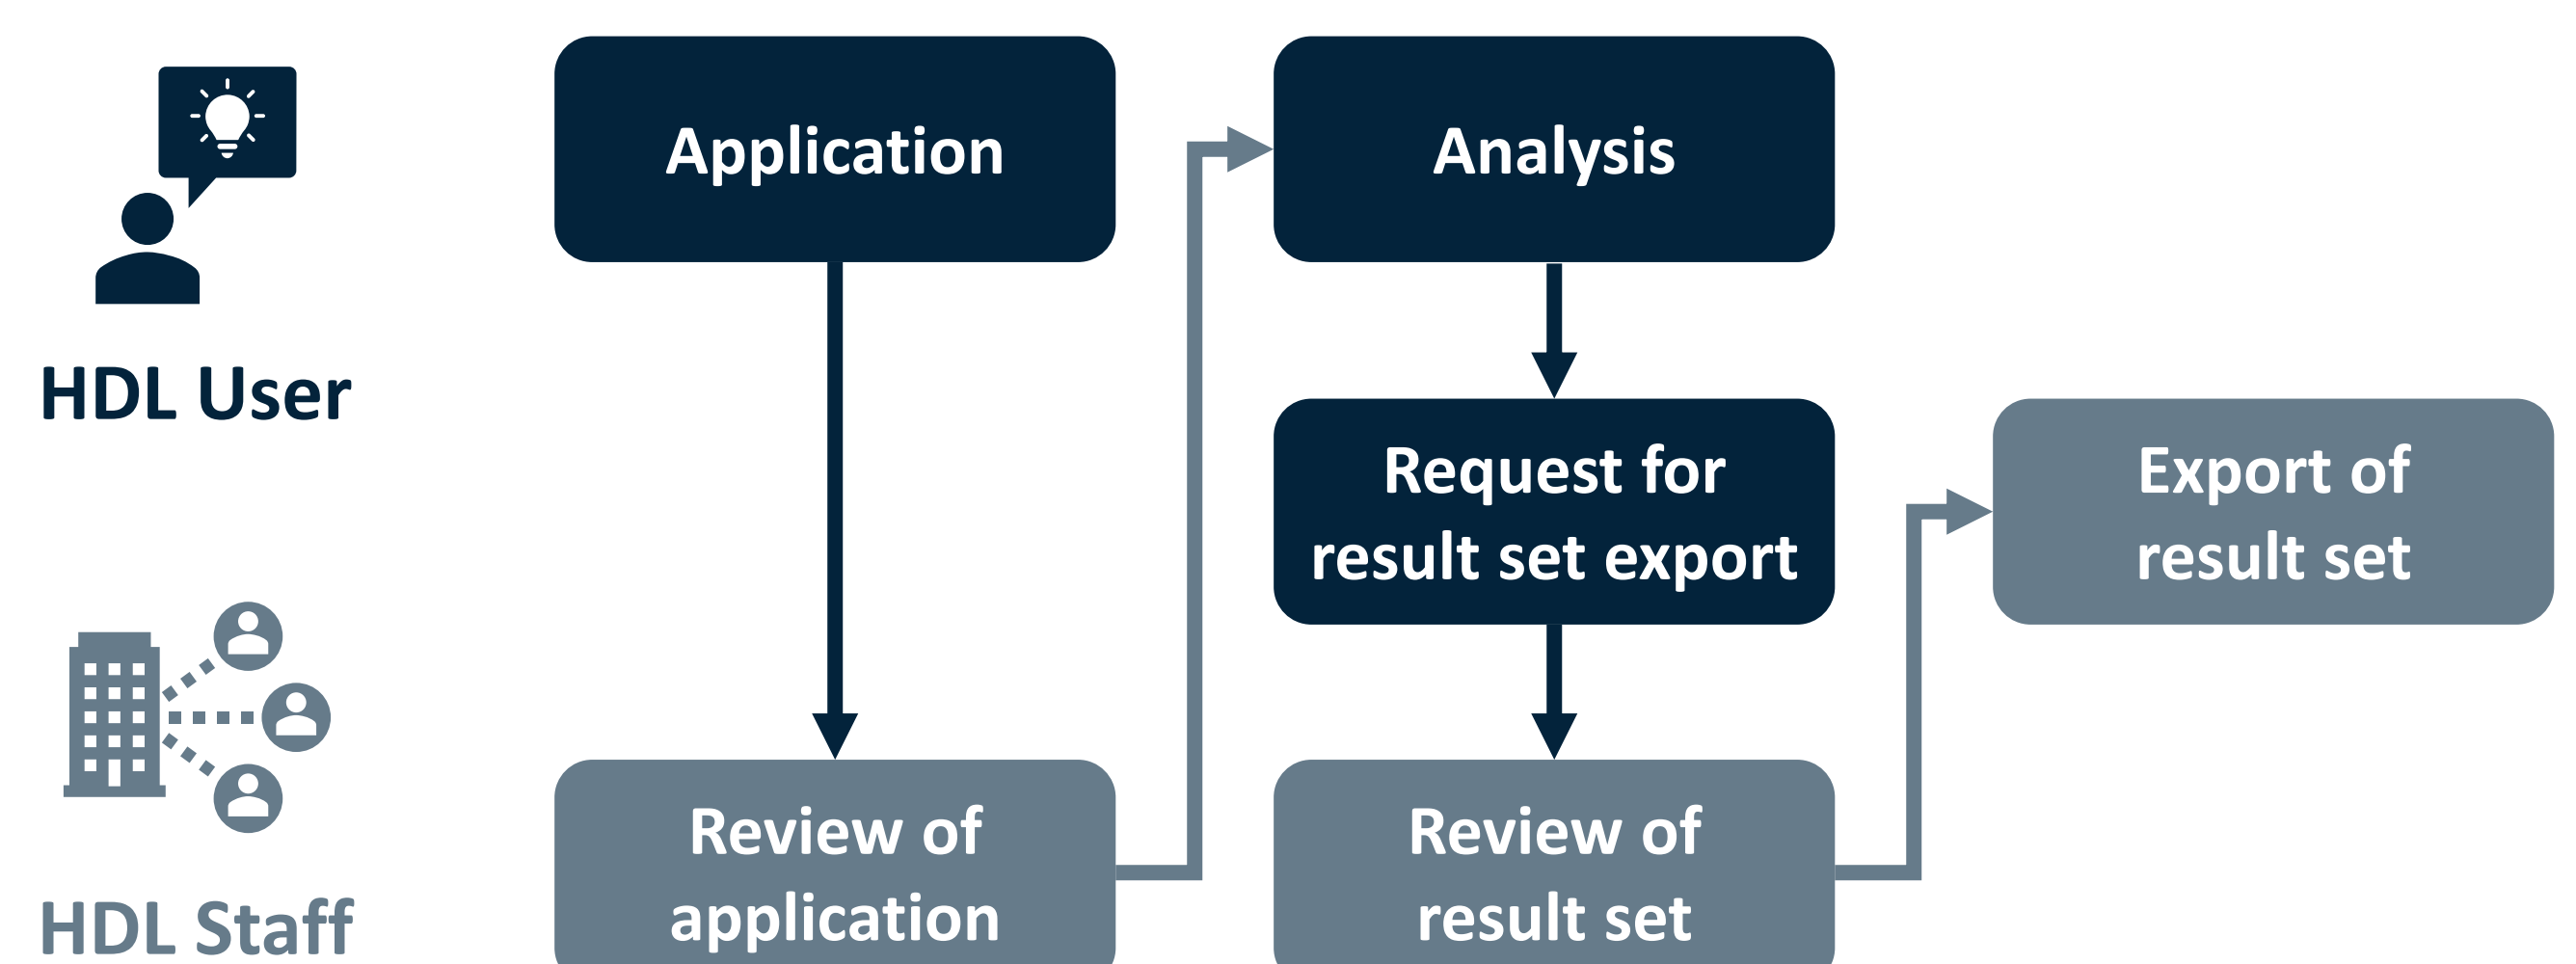 HDL User
HDL Staff
Application
Review of
application
Analysis
Request for
result set export
Review of
result set
Export of
result set